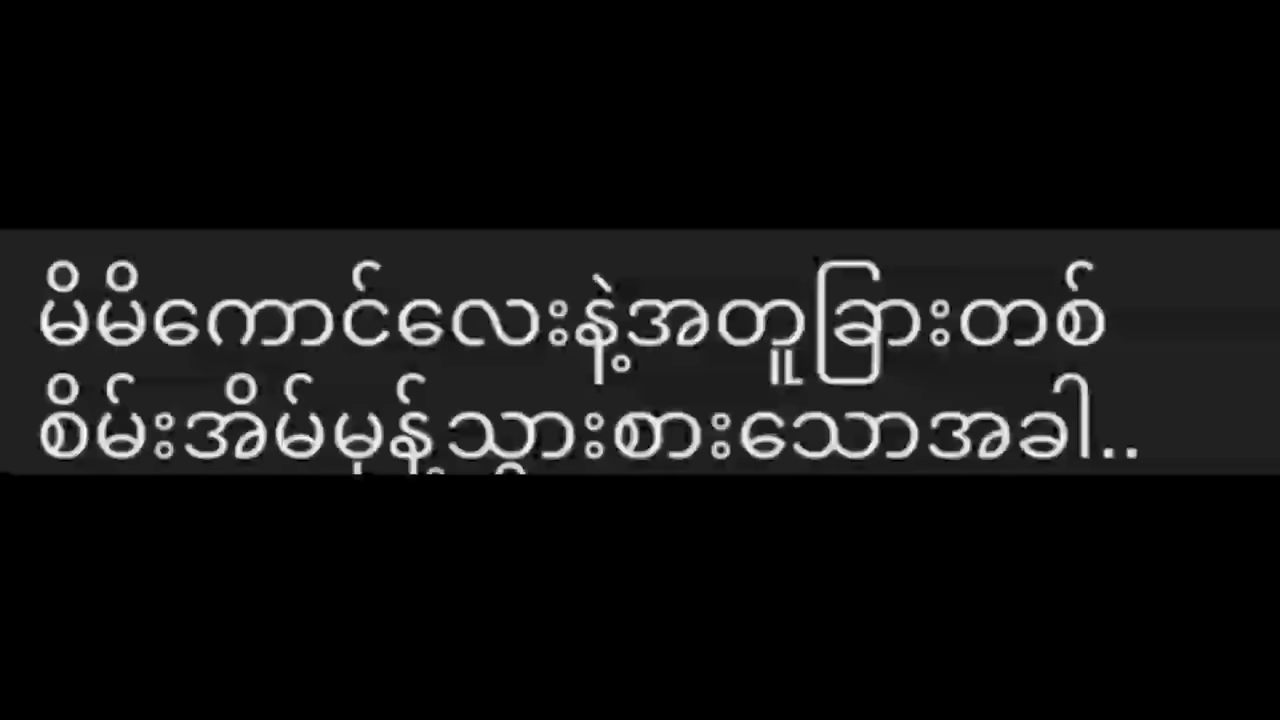 မိမိကောင်လေးနဲ့အတူခြားတစ်
စိမ်းအိမ်မှန့်သွားစားသောအခါ..